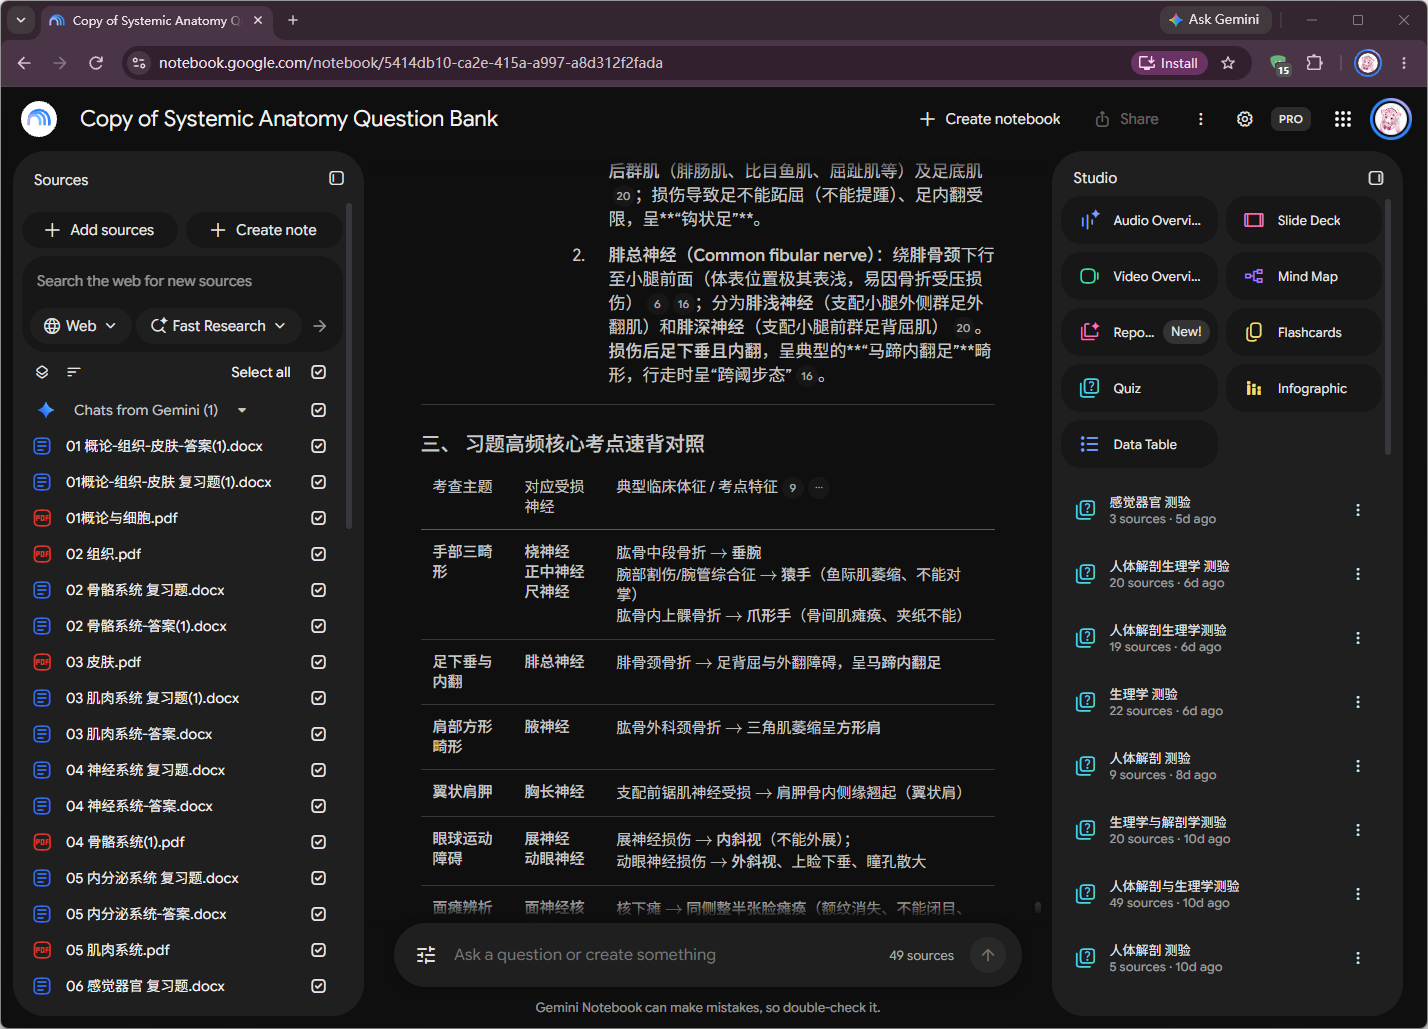 Copy of Systemic Anatomy Q
Ask Gemini
notebook.google.com/notebook/5414db10-ca2e-415a-a997-a8d312f2fada
Install
15
Copy of Systemic Anatomy Question Bank
Create notebook
Share
PRO
Sources
Add sources
Create note
Search the web for new sources
Web
Fast Research
Select all
Chats from Gemini (1)
01 概论-组织-皮肤-答案(1).docx
01概论-组织-皮肤 复习题(1).docx
PDF 01概论与细胞.pdf
PDF 02 组织.pdf
02 骨骼系统 复习题.docx
02 骨骼系统-答案(1).docx
PDF 03 皮肤.pdf
03 肌肉系统 复习题(1).docx
03 肌肉系统-答案.docx
04 神经系统 复习题.docx
04 神经系统-答案.docx
PDF 04 骨骼系统(1).pdf
05 内分泌系统 复习题.docx
05 内分泌系统-答案.docx
PDF 05 肌肉系统.pdf
06 感觉器官 复习题.docx
后群肌（腓肠肌、比目鱼肌、屈趾肌等）及足底肌
20 ；损伤导致足不能跖屈（不能提踵）、足内翻受
限，呈**“钩状足”**。
2. 腓总神经（Common fibular nerve）：绕腓骨颈下行
至小腿前面（体表位置极其表浅，易因骨折受压损
伤） 6 16 ；分为腓浅神经（支配小腿外侧群足外
翻肌）和腓深神经（支配小腿前群足背屈肌） 20 。
损伤后足下垂且内翻，呈典型的**“马蹄内翻足”**畸
形，行走时呈“跨阈步态” 16 。
三、 习题高频核心考点速背对照
考查主题
对应受损
神经
典型临床体征 / 考点特征 9 ...
手部三畸
形
桡神经
正中神经
尺神经
肱骨中段骨折 → 垂腕
腕部割伤/腕管综合征 → 猿手（鱼际肌萎缩、不能对
掌）
肱骨内上髁骨折 → 爪形手（骨间肌瘫痪、夹纸不能）
足下垂与
内翻
腓总神经
腓骨颈骨折 → 足背屈与外翻障碍，呈马蹄内翻足
肩部方形
畸形
腋神经
肱骨外科颈骨折 → 三角肌萎缩呈方形肩
翼状肩胛
胸长神经
支配前锯肌神经受损 → 肩胛骨内侧缘翘起（翼状肩）
眼球运动
障碍
展神经
动眼神经
展神经损伤 → 内斜视（不能外展）；
动眼神经损伤 → 外斜视、上睑下垂、瞳孔散大
面瘫辨析
面神经核
核下瘫 → 同侧整半张脸瘫痪（额纹消失、不能闭目、
Ask a question or create something
49 sources
Gemini Notebook can make mistakes, so double-check it.
Studio
Audio Overvi...
Slide Deck
Video Overvi...
Mind Map
Repo...
New!
Flashcards
Quiz
Infographic
Data Table
感觉器官 测验
3 sources · 5d ago
人体解剖生理学 测验
20 sources · 6d ago
人体解剖生理学测验
19 sources · 6d ago
生理学 测验
22 sources · 6d ago
人体解剖 测验
9 sources · 8d ago
生理学与解剖学测验
20 sources · 10d ago
人体解剖与生理学测验
49 sources · 10d ago
人体解剖 测验
5 sources · 10d ago